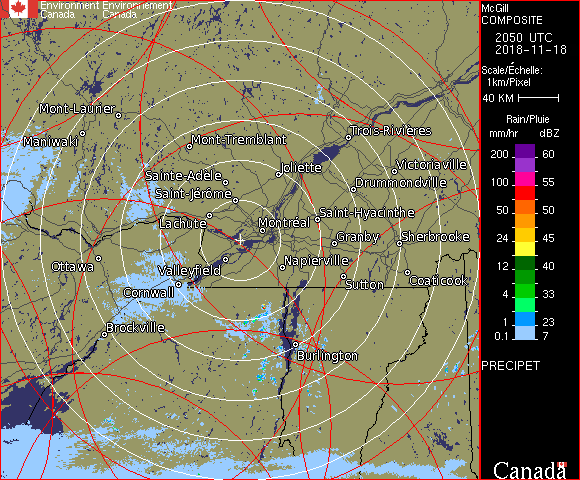 Environment Environnement
Canada Canada
McGill
COMPOSITE
2050 UTC
2018-11-18
Scale/Échelle:
1km/Pixel
40 KM
Rain/Pluie
mm/hr dBZ
200 60
100 55
50 50
24 45
12 40
4 33
2 28
1 23
0.1 7
PRECIPET
Canada
Mont-Laurier
Maniwaki
Mont-Tremblant
Trois-Rivières
Joliette
Victoriaville
Sainte-Adèle
Drummondville
Saint-Jérôme
Saint-Hyacinthe
Lachute
Montréal
Granby
Sherbrooke
Ottawa
Valleyfield
Napierville
Sutton
Coaticook
Cornwall
Brockville
Burlington